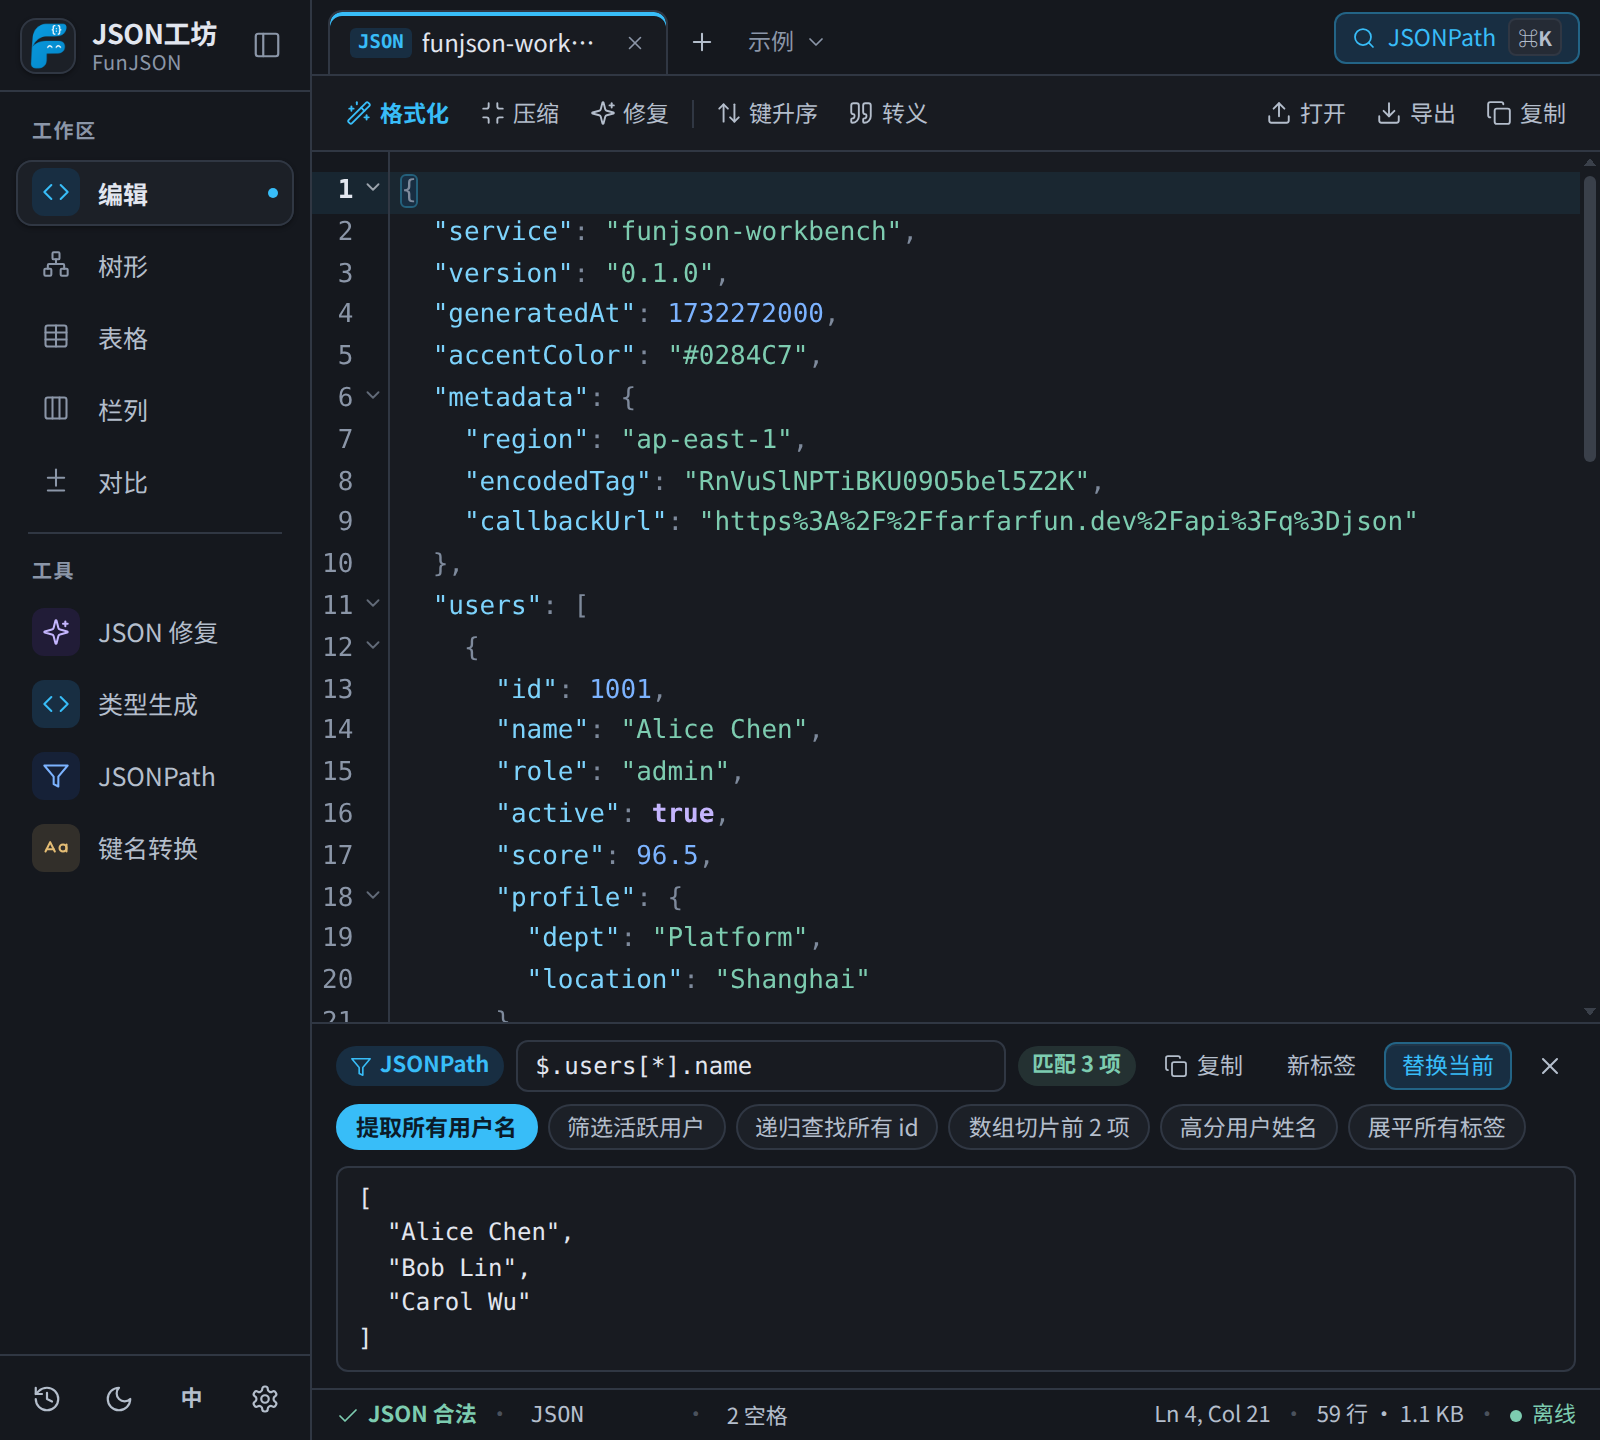 JSON工坊
FunJSON
工作区
编辑
树形
表格
栏列
对比
工具
JSON 修复
类型生成
JSONPath
Aa 键名转换
中
JSON funjson-work… × + 示例
JSONPath ⌘K
格式化 压缩 修复 键升序 转义 打开 导出 复制
1 {
2 "service": "funjson-workbench",
3 "version": "0.1.0",
4 "generatedAt": 1732272000,
5 "accentColor": "#0284C7",
6 "metadata": {
7 "region": "ap-east-1",
8 "encodedTag": "RnVuSlNPTiBKU09O5bel5Z2K",
9 "callbackUrl": "https%3A%2F%2Ffarfarfun.dev%2Fapi%3Fq%3Djson"
10 },
11 "users": [
12 {
13 "id": 1001,
14 "name": "Alice Chen",
15 "role": "admin",
16 "active": true,
17 "score": 96.5,
18 "profile": {
19 "dept": "Platform",
20 "location": "Shanghai"
21 }
JSONPath $.users[*].name 匹配 3 项 复制 新标签 替换当前
提取所有用户名 筛选活跃用户 递归查找所有 id 数组切片前 2 项 高分用户姓名 展平所有标签
[
"Alice Chen",
"Bob Lin",
"Carol Wu"
]
JSON 合法 • JSON • 2 空格 Ln 4, Col 21 • 59 行 • 1.1 KB • 离线